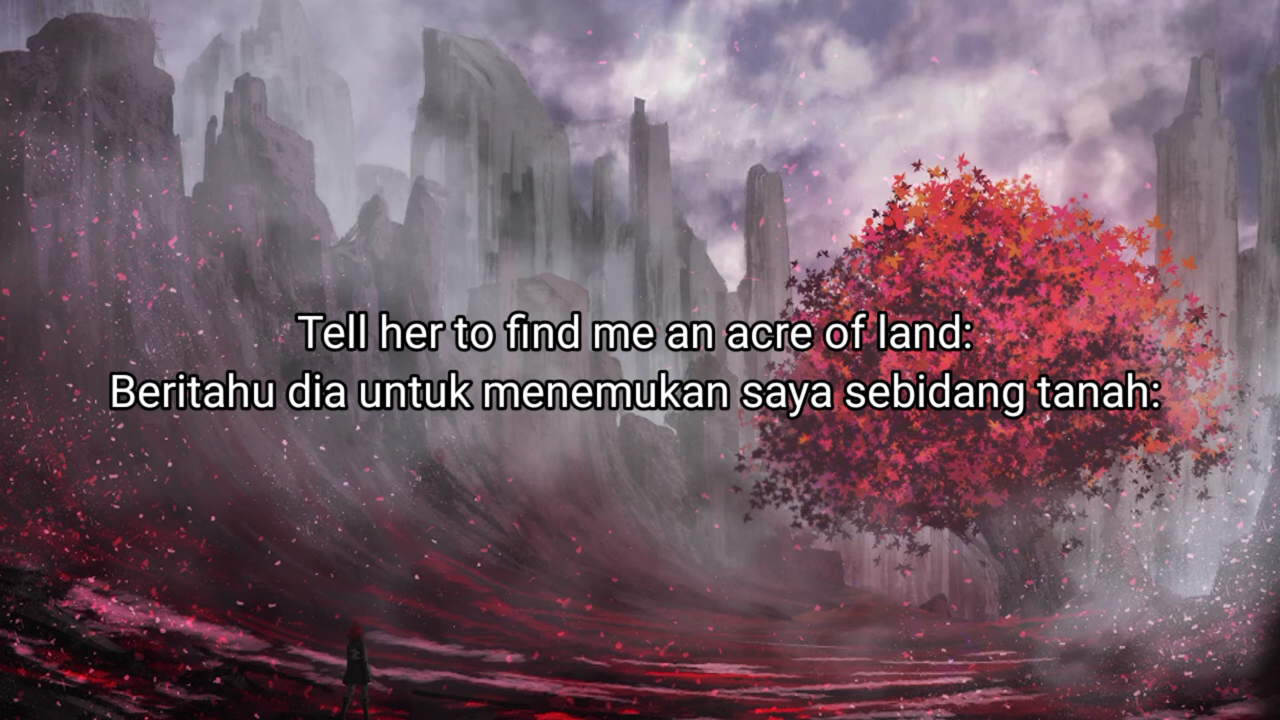 Tell her to find me an acre of land:
Beritahu dia untuk menemukan saya sebidang tanah: